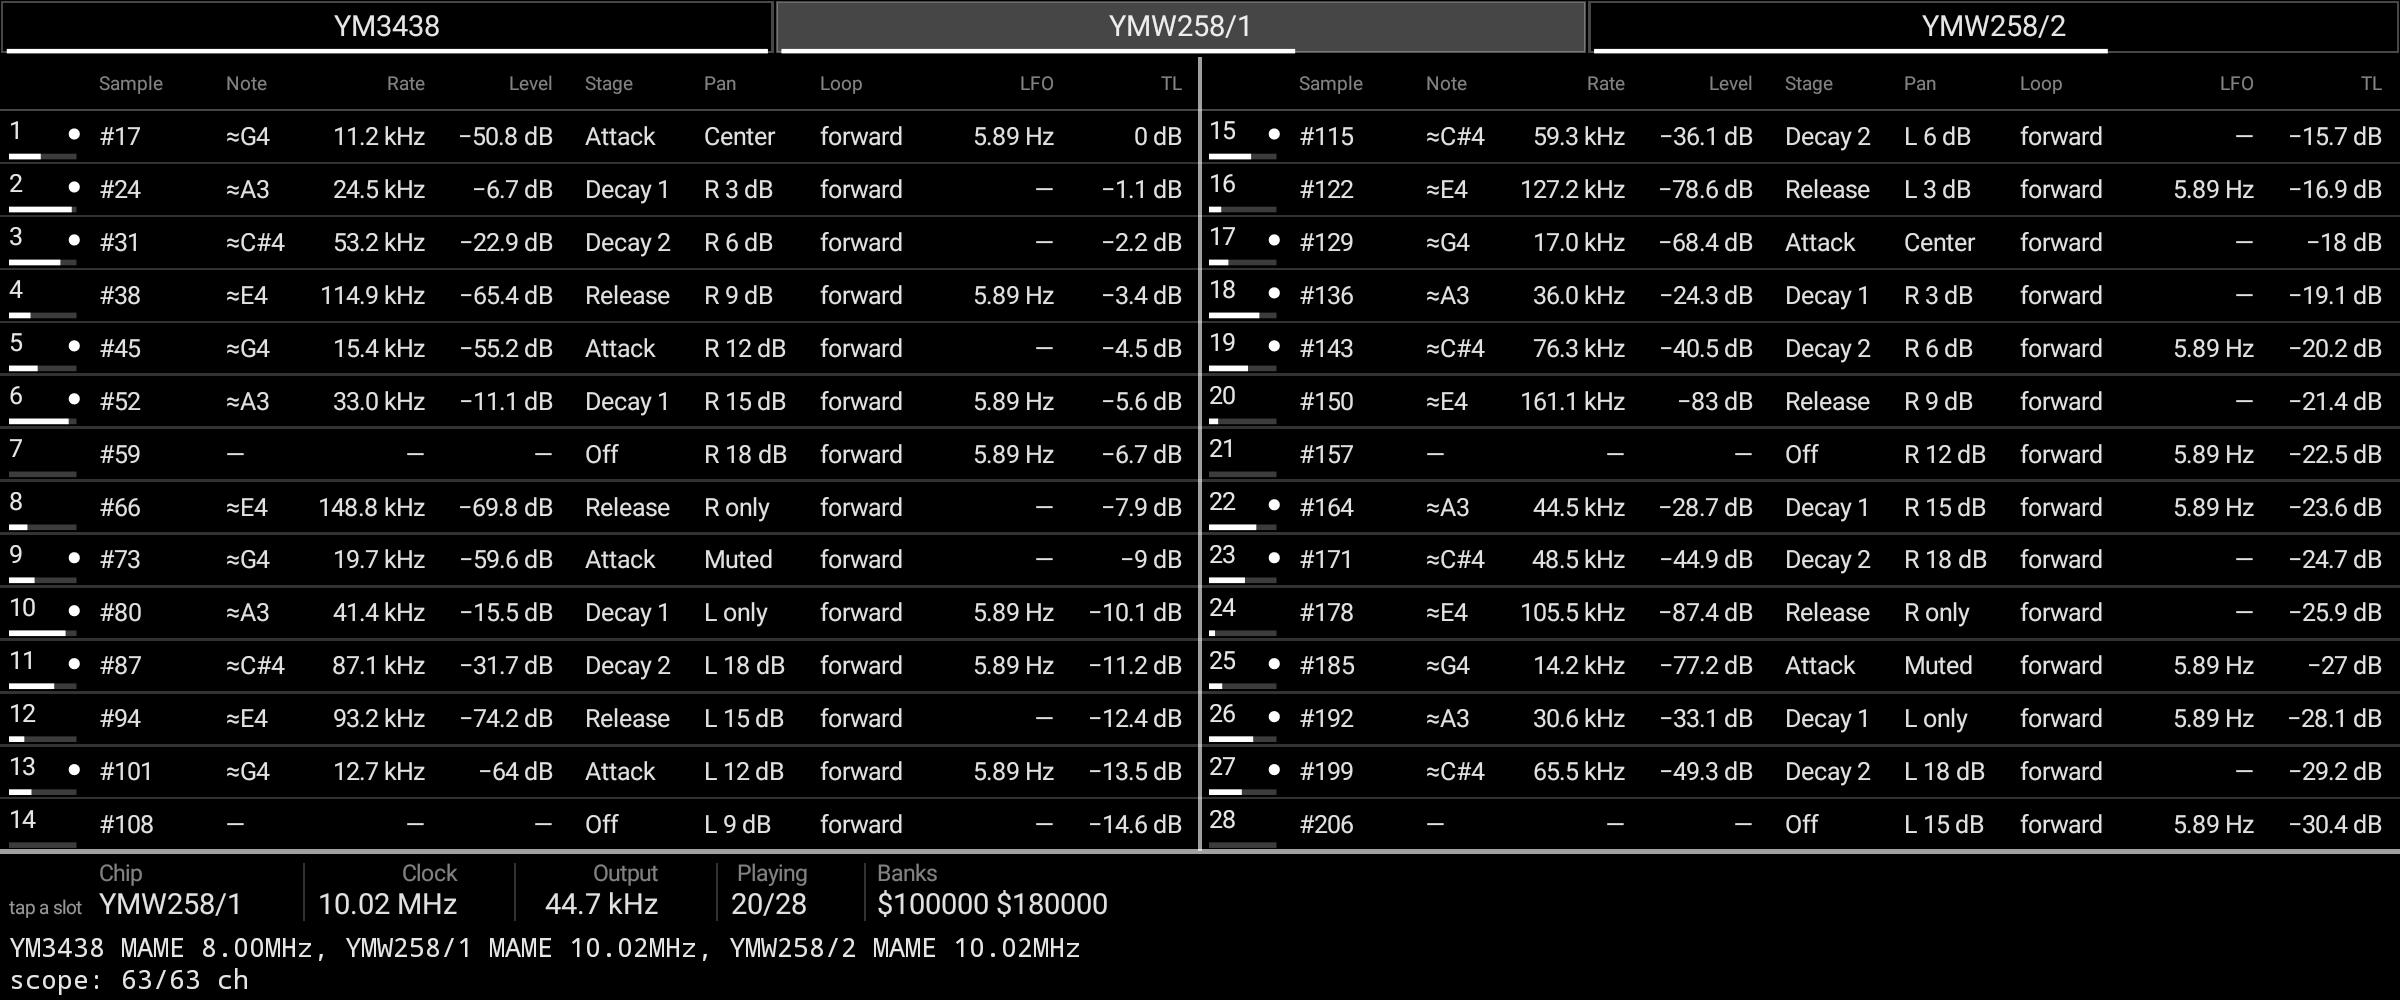 YM3438 YMW258/1 YMW258/2
Sample Note Rate Level Stage Pan Loop LFO TL
1 #17 ≈G4 11.2 kHz −50.8 dB Attack Center forward 5.89 Hz 0 dB
2 #24 ≈A3 24.5 kHz −6.7 dB Decay 1 R 3 dB forward — −1.1 dB
3 #31 ≈C#4 53.2 kHz −22.9 dB Decay 2 R 6 dB forward — −2.2 dB
4 #38 ≈E4 114.9 kHz −65.4 dB Release R 9 dB forward 5.89 Hz −3.4 dB
5 #45 ≈G4 15.4 kHz −55.2 dB Attack R 12 dB forward — −4.5 dB
6 #52 ≈A3 33.0 kHz −11.1 dB Decay 1 R 15 dB forward 5.89 Hz −5.6 dB
7 #59 — — — Off R 18 dB forward 5.89 Hz −6.7 dB
8 #66 ≈E4 148.8 kHz −69.8 dB Release R only forward — −7.9 dB
9 #73 ≈G4 19.7 kHz −59.6 dB Attack Muted forward — −9 dB
10 #80 ≈A3 41.4 kHz −15.5 dB Decay 1 L only forward 5.89 Hz −10.1 dB
11 #87 ≈C#4 87.1 kHz −31.7 dB Decay 2 L 18 dB forward 5.89 Hz −11.2 dB
12 #94 ≈E4 93.2 kHz −74.2 dB Release L 15 dB forward — −12.4 dB
13 #101 ≈G4 12.7 kHz −64 dB Attack L 12 dB forward 5.89 Hz −13.5 dB
14 #108 — — — Off L 9 dB forward — −14.6 dB
Sample Note Rate Level Stage Pan Loop LFO TL
15 #115 ≈C#4 59.3 kHz −36.1 dB Decay 2 L 6 dB forward — −15.7 dB
16 #122 ≈E4 127.2 kHz −78.6 dB Release L 3 dB forward 5.89 Hz −16.9 dB
17 #129 ≈G4 17.0 kHz −68.4 dB Attack Center forward — −18 dB
18 #136 ≈A3 36.0 kHz −24.3 dB Decay 1 R 3 dB forward — −19.1 dB
19 #143 ≈C#4 76.3 kHz −40.5 dB Decay 2 R 6 dB forward 5.89 Hz −20.2 dB
20 #150 ≈E4 161.1 kHz −83 dB Release R 9 dB forward — −21.4 dB
21 #157 — — — Off R 12 dB forward 5.89 Hz −22.5 dB
22 #164 ≈A3 44.5 kHz −28.7 dB Decay 1 R 15 dB forward 5.89 Hz −23.6 dB
23 #171 ≈C#4 48.5 kHz −44.9 dB Decay 2 R 18 dB forward — −24.7 dB
24 #178 ≈E4 105.5 kHz −87.4 dB Release R only forward — −25.9 dB
25 #185 ≈G4 14.2 kHz −77.2 dB Attack Muted forward 5.89 Hz −27 dB
26 #192 ≈A3 30.6 kHz −33.1 dB Decay 1 L only forward 5.89 Hz −28.1 dB
27 #199 ≈C#4 65.5 kHz −49.3 dB Decay 2 L 18 dB forward — −29.2 dB
28 #206 — — — Off L 15 dB forward 5.89 Hz −30.4 dB
Chip Clock Output Playing Banks
tap a slot YMW258/1 10.02 MHz 44.7 kHz 20/28 $100000 $180000
YM3438 MAME 8.00MHz, YMW258/1 MAME 10.02MHz, YMW258/2 MAME 10.02MHz
scope: 63/63 ch